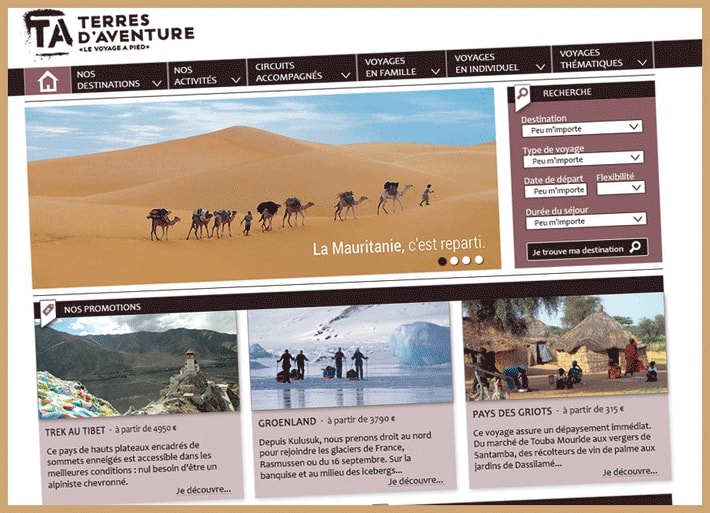 TA TERRES
D'AVENTURE
«LE VOYAGE A PIED»
NOS
DESTINATIONS
NOS
ACTIVITÉS
CIRCUITS
ACCOMPAGNÉS
VOYAGES
EN FAMILLE
VOYAGES
EN INDIVIDUEL
VOYAGES
THÉMATIQUES
La Mauritanie, c'est reparti.
RECHERCHE
Destination
Peu m'importe
Type de voyage
Peu m'importe
Date de départ Flexibilité
Peu m'importe
Durée du séjour
Peu m'importe
Je trouve ma destination
NOS PROMOTIONS
TREK AU TIBET - à partir de 4950 €
Ce pays de hauts plateaux encadrés de
sommets enneigés est accessible dans les
meilleures conditions : nul besoin d'être un
alpiniste chevronné.
Je découvre...
GROENLAND - à partir de 3790 €
Depuis Kulusuk, nous prenons droit au nord
pour rejoindre les glaciers de France,
Rasmussen ou du 16 septembre. Sur la
banquise et au milieu des icebergs...
Je découvre...
PAYS DES GRIOTS - à partir de 315 €
Ce voyage assure un dépaysement immédiat.
Du marché de Touba Mouride aux vergers de
Santamba, des récolteurs de vin de palme aux
jardins de Dassilamé...
Je découvre...